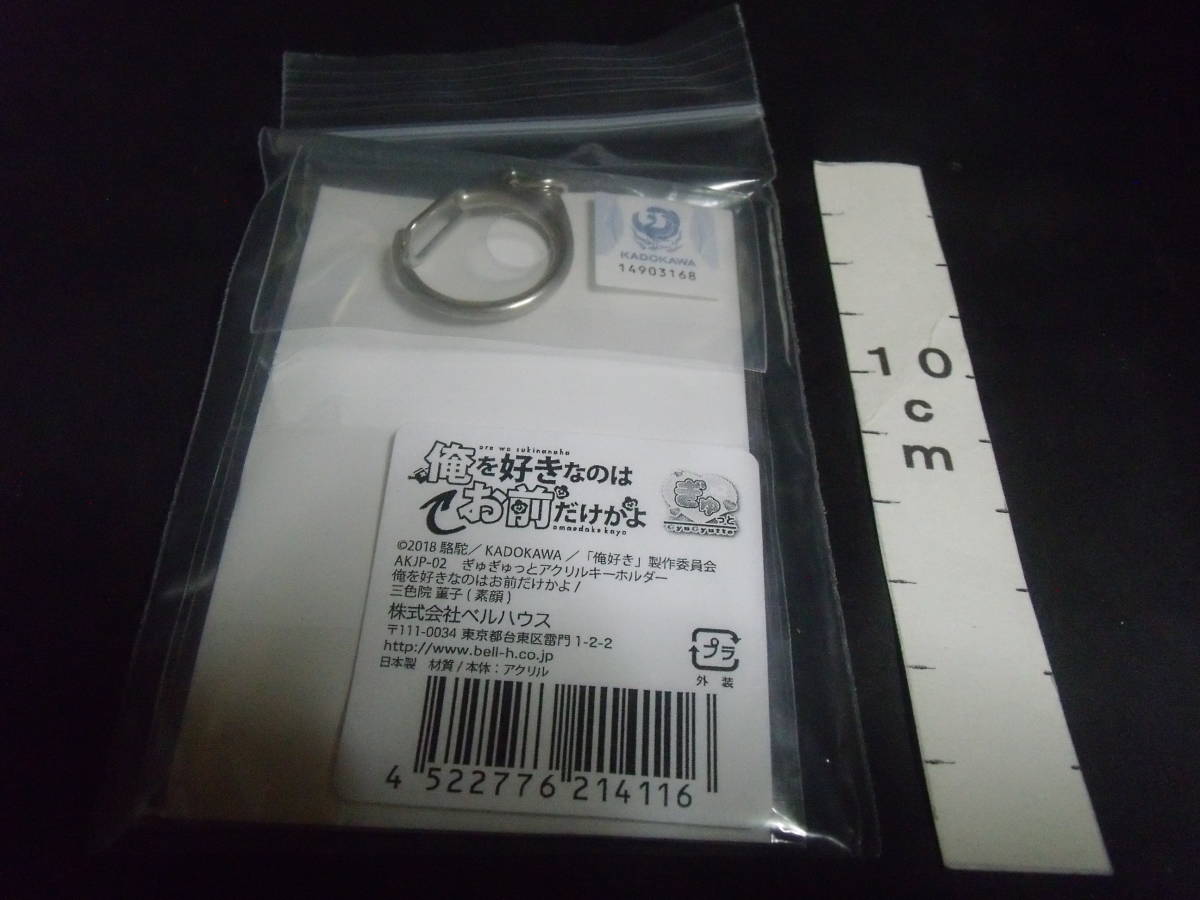 KADOKAWA
14903168
ore wo sukinanoha
俺を好きなのは
お前だけかよ
omaedake kayo
ぎゅ
っと
GyuGyutto
©2018 駱駝／KADOKAWA／「俺好き」製作委員会
AKJP-02 ぎゅぎゅっとアクリルキーホルダー
俺を好きなのはお前だけかよ/
三色院 菫子(素顔)
株式会社ベルハウス
〒111-0034 東京都台東区雷門1-2-2
http://www.bell-h.co.jp
日本製 材質/本体：アクリル
プラ
外装
4 522776 214116
10
c
m